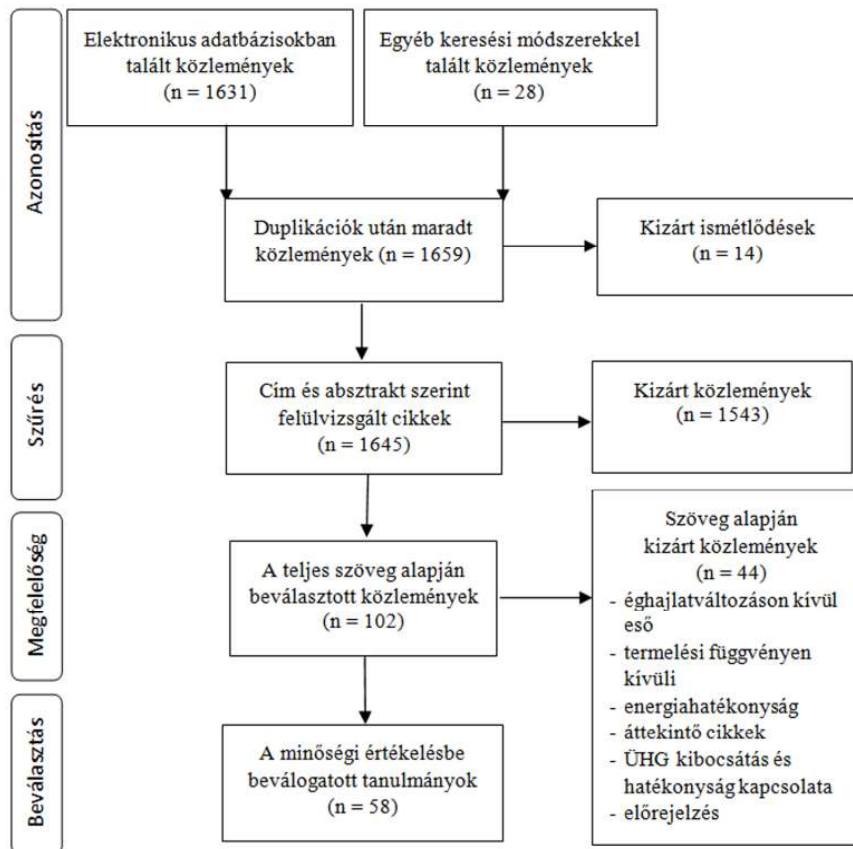 Azonosítás
Elektronikus adatbázisokban
talált közlemények
(n = 1631)
Egyéb keresési módszerekkel
talált közlemények
(n = 28)
Duplikációk után maradt
közlemények (n = 1659)
Kizárt ismétlődések
(n = 14)
Szűrés
Cím és absztrakt szerint
felülvizsgált cikkek
(n = 1645)
Kizárt közlemények
(n = 1543)
Megfelelőség
A teljes szöveg alapján
beválasztott közlemények
(n = 102)
Szöveg alapján
kizárt közlemények
(n = 44)
- éghajlatváltozáson kívül
eső
- termelési függvényen
kívüli
- energiahatékonyság
- áttekintő cikkek
- ÜHG kibocsátás és
hatékonyság kapcsolata
- előrejelzés
Beválasztás
A minőségi értékelésbe
beválogatott tanulmányok
(n = 58)